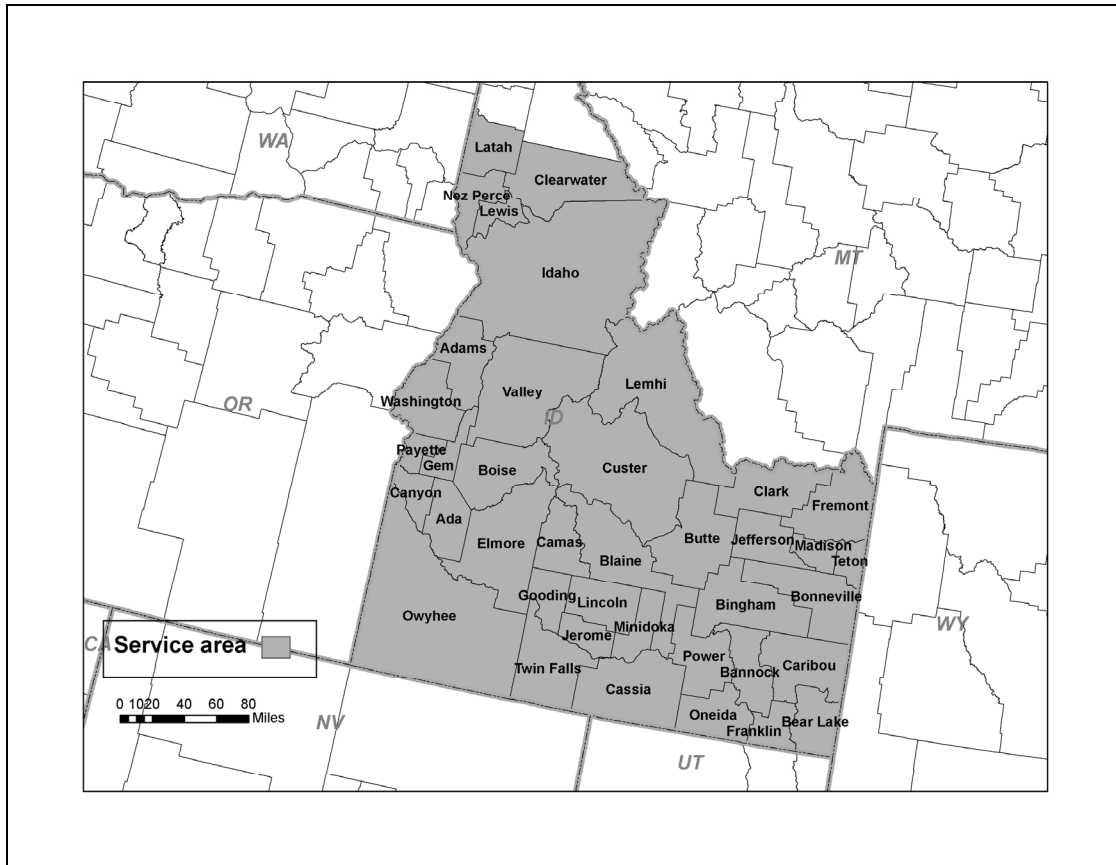 WA
Latah
Clearwater
Nez Perce
Lewis
MT
Idaho
Adams
Valley
Lemhi
Washington
OR
ID
Payette
Gem
Boise
Custer
Canyon
Clark
Fremont
Ada
Elmore
Camas
Butte
Jefferson
Madison
Teton
Blaine
Gooding
Lincoln
Bingham
Bonneville
Owyhee
Jerome
Minidoka
WY
CA
Service area
Power
Bannock
Caribou
Twin Falls
Cassia
Oneida
Franklin
Bear Lake
0 10 20 40 60 80
Miles
NV
UT